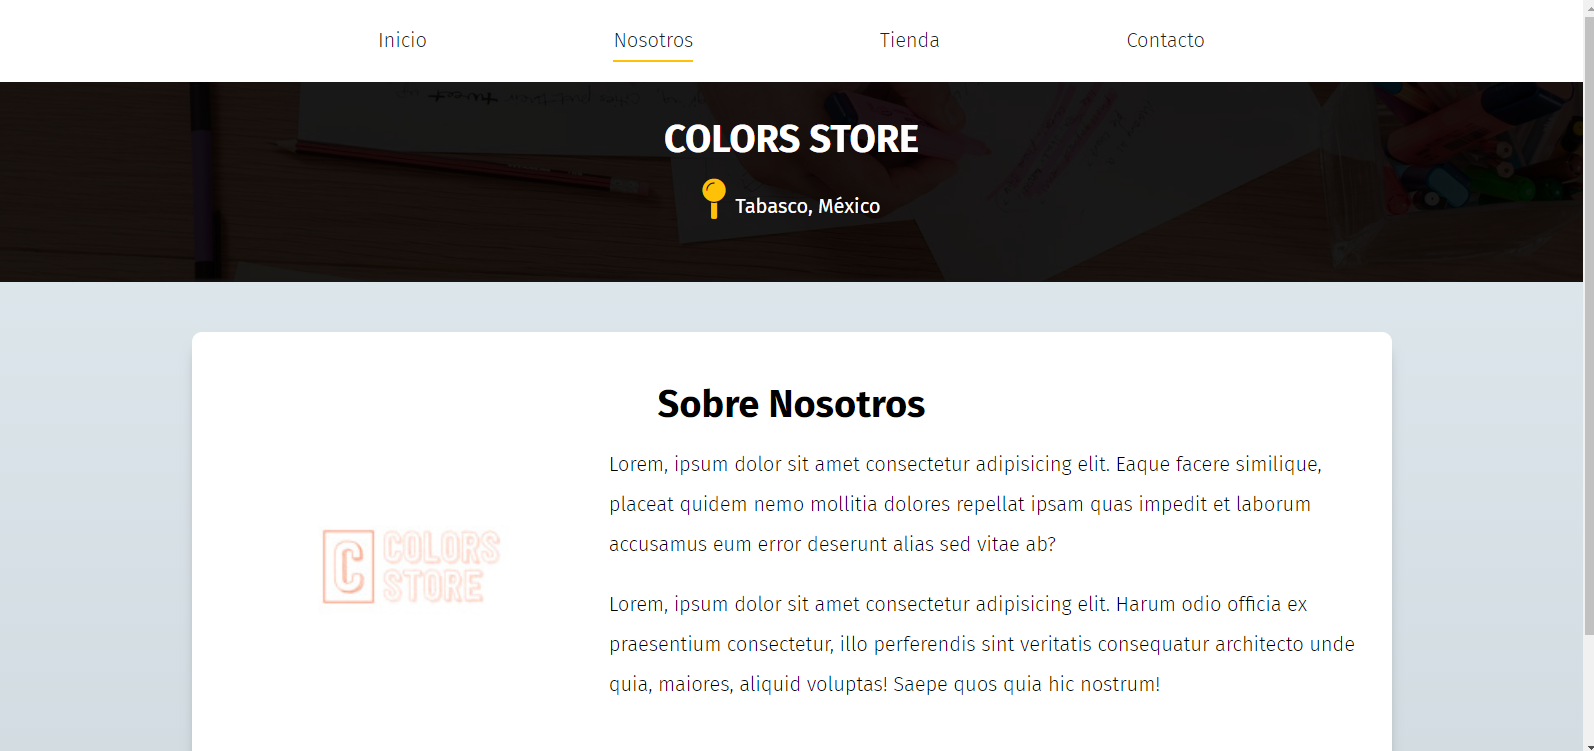 Inicio
Nosotros
Tienda
Contacto
COLORS STORE
Tabasco, México
Sobre Nosotros
C COLORS
STORE
Lorem, ipsum dolor sit amet consectetur adipisicing elit. Eaque facere similique,
placeat quidem nemo mollitia dolores repellat ipsam quas impedit et laborum
accusamus eum error deserunt alias sed vitae ab?
Lorem, ipsum dolor sit amet consectetur adipisicing elit. Harum odio officia ex
praesentium consectetur, illo perferendis sint veritatis consequatur architecto unde
quia, maiores, aliquid voluptas! Saepe quos quia hic nostrum!